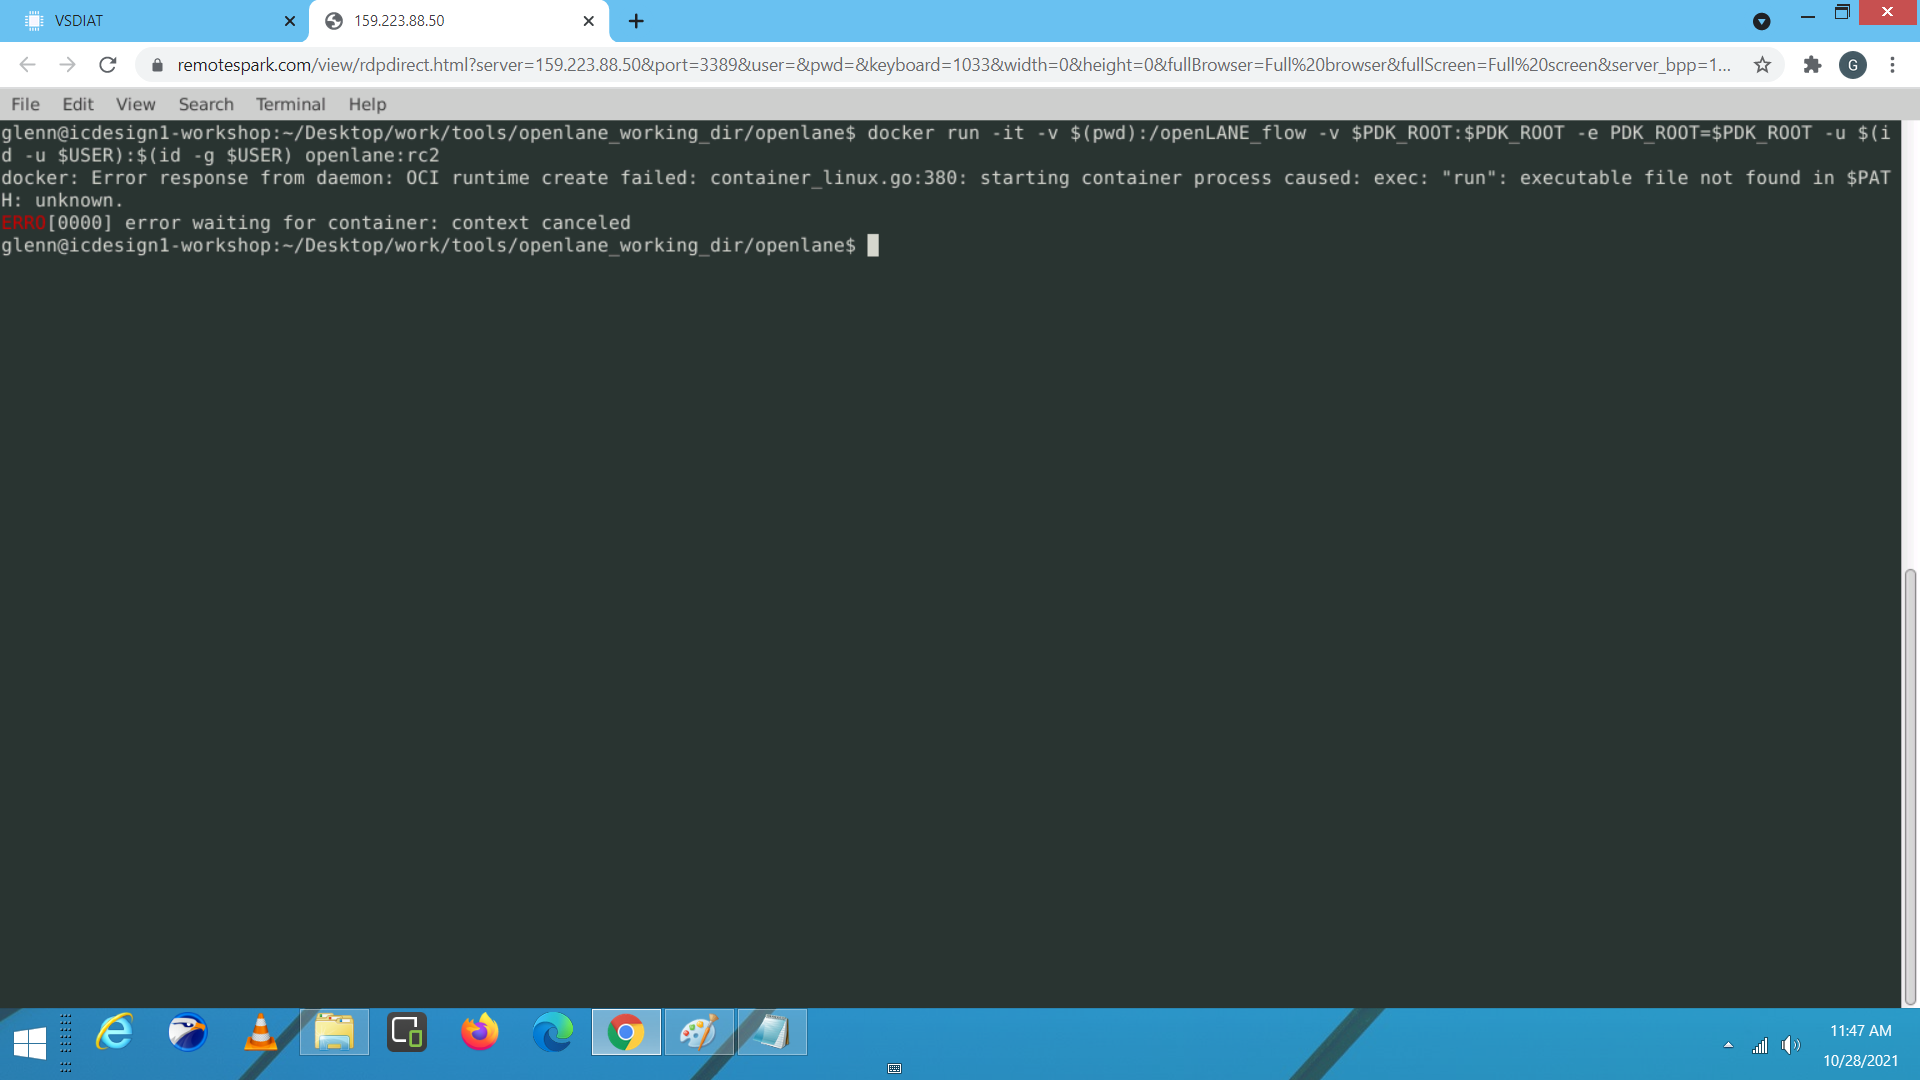 VSDIAT
159.223.88.50
remotespark.com/view/rdpdirect.html?server=159.223.88.50&port=3389&user=&pwd=&keyboard=1033&width=0&height=0&fullBrowser=Full%20browser&fullScreen=Full%20screen&server_bpp=1...
G
File Edit View Search Terminal Help
glenn@icdesign1-workshop:~/Desktop/work/tools/openlane_working_dir/openlane$ docker run -it -v $(pwd):/openLANE_flow -v $PDK_ROOT:$PDK_ROOT -e PDK_ROOT=$PDK_ROOT -u $(i
d -u $USER):$(id -g $USER) openlane:rc2
docker: Error response from daemon: OCI runtime create failed: container_linux.go:380: starting container process caused: exec: "run": executable file not found in $PAT
H: unknown.
ERRO[0000] error waiting for container: context canceled
glenn@icdesign1-workshop:~/Desktop/work/tools/openlane_working_dir/openlane$
11:47 AM
10/28/2021